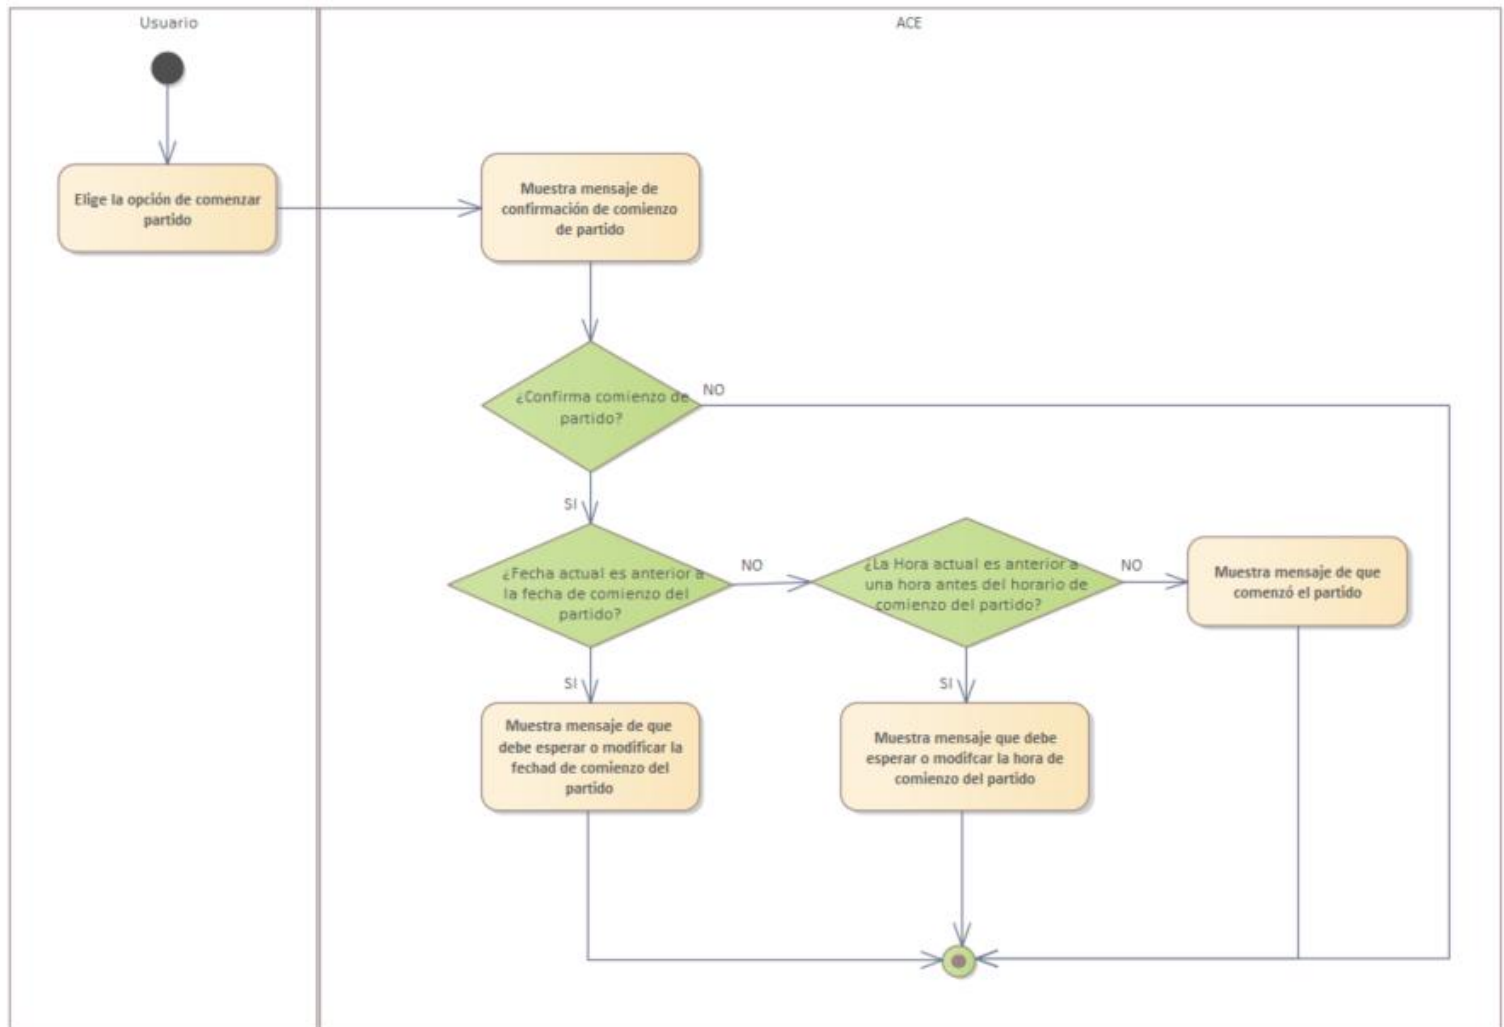 Usuario
ACE
Elige la opción de comenzar
partido
Muestra mensaje de
confirmación de comienzo
de partido
¿Confirma comienzo de
partido?
NO
SI
¿Fecha actual es anterior a
la fecha de comienzo del
partido?
NO
¿La Hora actual es anterior a
una hora antes del horario de
comienzo del partido?
NO
Muestra mensaje de que
comenzó el partido
SI
Muestra mensaje de que
debe esperar o modificar la
fechad de comienzo del
partido
SI
Muestra mensaje que debe
esperar o modifcar la hora de
comienzo del partido